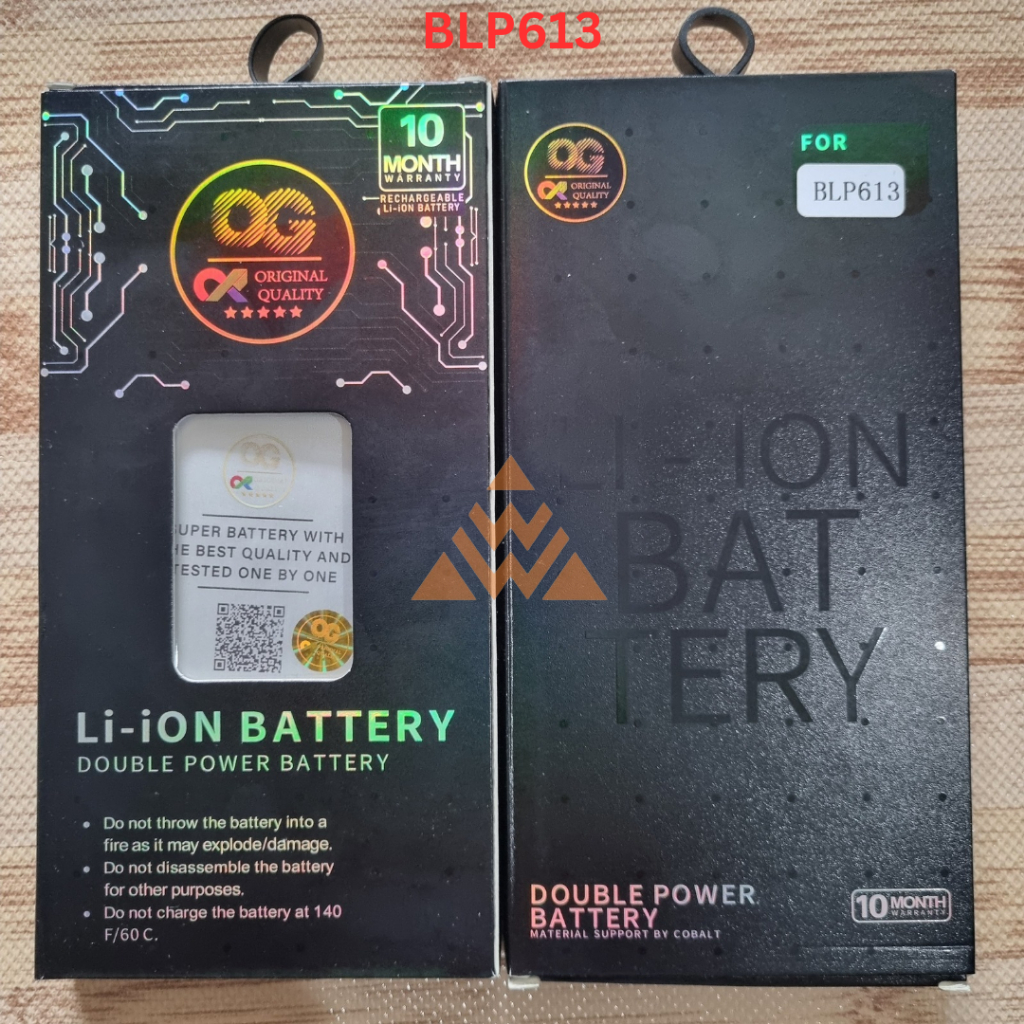 BLP613
10
MONTH
WARRANTY
RECHARGEABLE
Li-iON BATTERY
OG
ORIGINAL
QUALITY
OG
UPER BATTERY WITH
HE BEST QUALITY AND
TESTED ONE BY ONE
OG
Li-iON BATTERY
DOUBLE POWER BATTERY
• Do not throw the battery into a
fire as it may explode/damage.
• Do not disassemble the battery
for other purposes.
• Do not charge the battery at 140
F/60 C.
OG
ORIGINAL
QUALITY
FOR
BLP613
LI-ION
BAT
TERY
DOUBLE POWER
BATTERY
MATERIAL SUPPORT BY COBALT
10 MONTH
WARRANTY